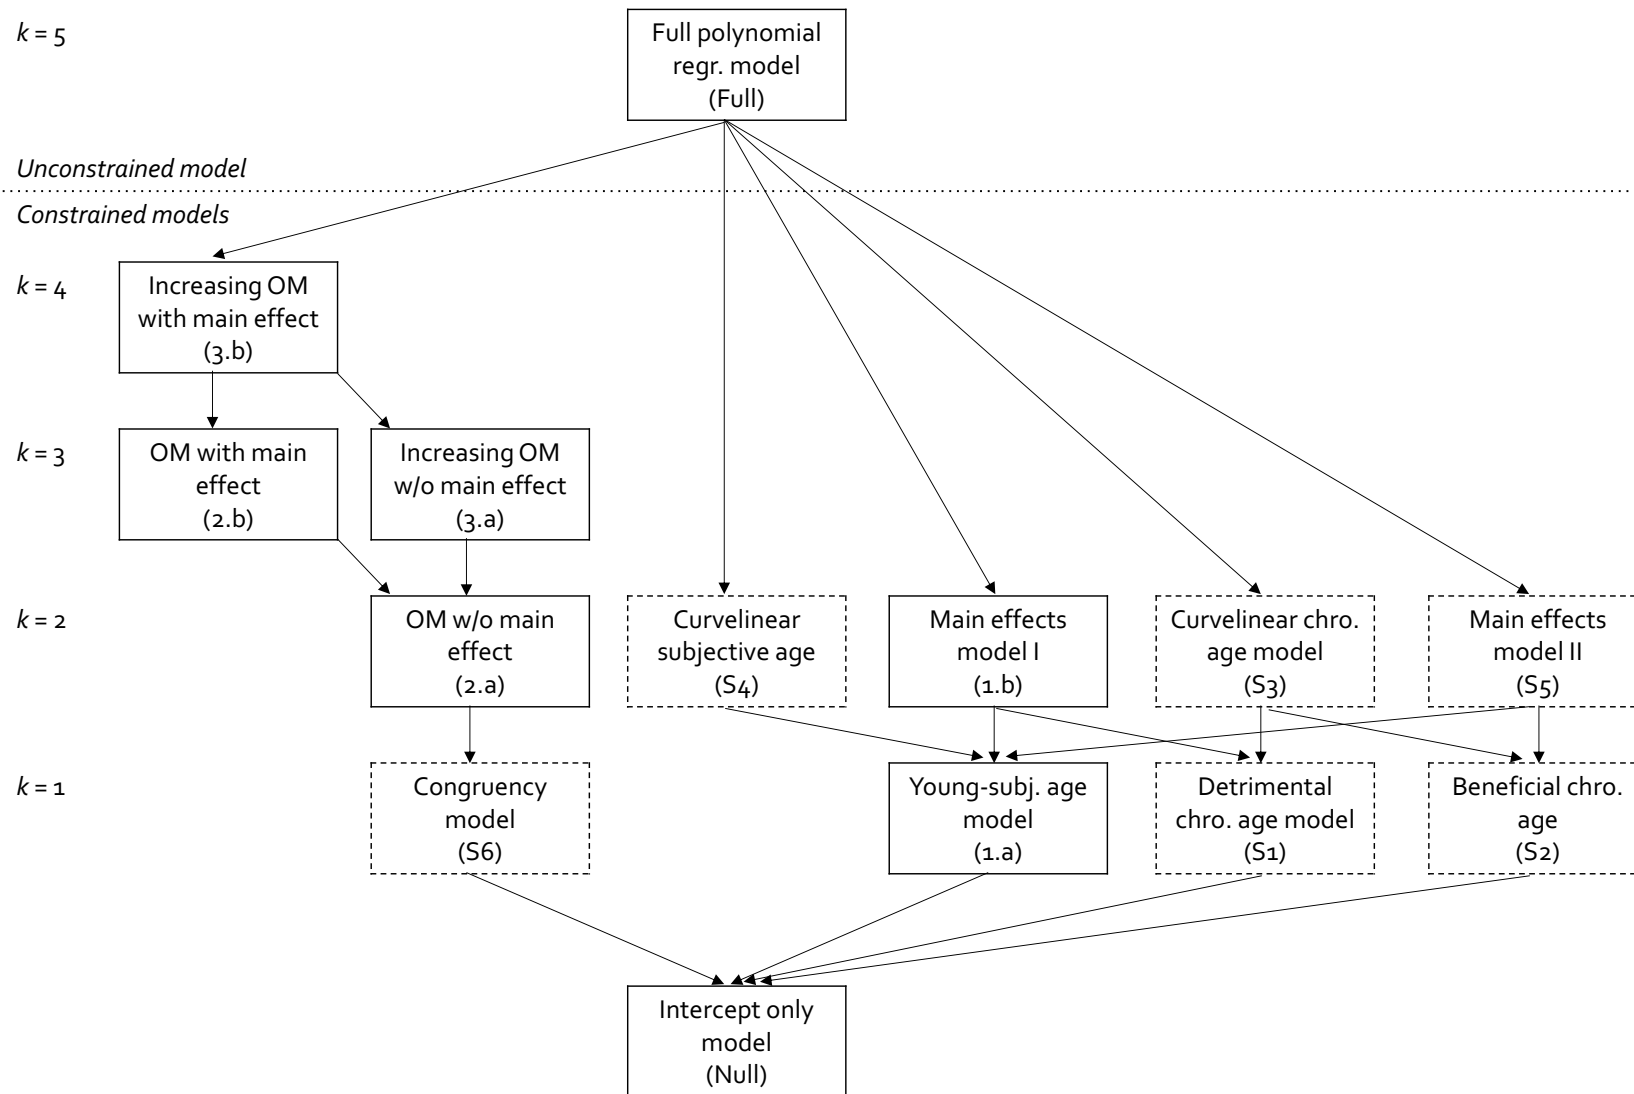 k = 5
Full polynomial
regr. model
(Full)
Unconstrained model
Constrained models
k = 4
Increasing OM
with main effect
(3.b)
k = 3
OM with main
effect
(2.b)
Increasing OM
w/o main effect
(3.a)
k = 2
OM w/o main
effect
(2.a)
Curvelinear
subjective age
(S4)
Main effects
model I
(1.b)
Curvelinear chro.
age model
(S3)
Main effects
model II
(S5)
k = 1
Congruency
model
(S6)
Young-subj. age
model
(1.a)
Detrimental
chro. age model
(S1)
Beneficial chro.
age
(S2)
Intercept only
model
(Null)